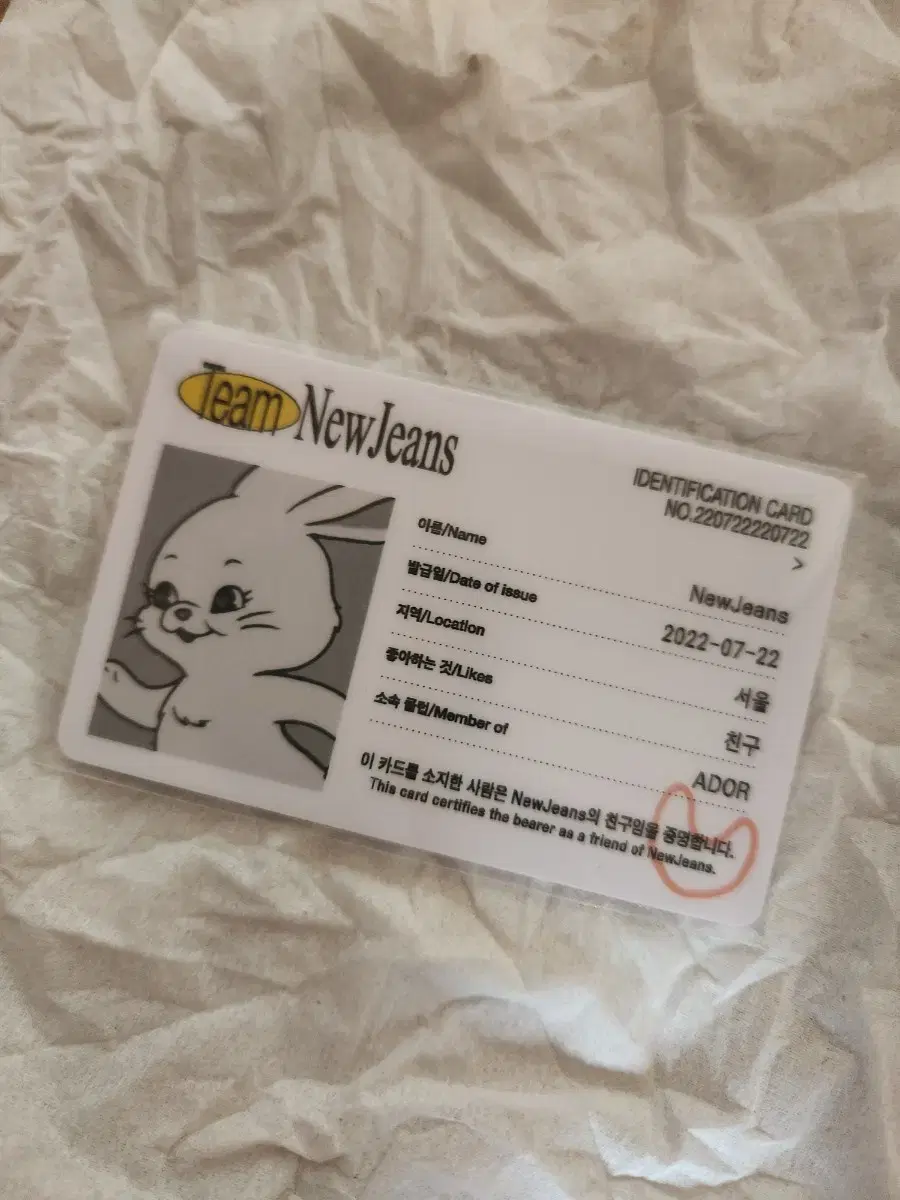 Team NewJeans
IDENTIFICATION CARD
NO.220722220722
>
이름/Name
NewJeans
발급일/Date of issue
2022-07-22
지역/Location
서울
좋아하는 것/Likes
친구
소속 클럽/Member of
ADOR
이 카드를 소지한 사람은 NewJeans의 친구임을 증명합니다.
This card certifies the bearer as a friend of NewJeans.